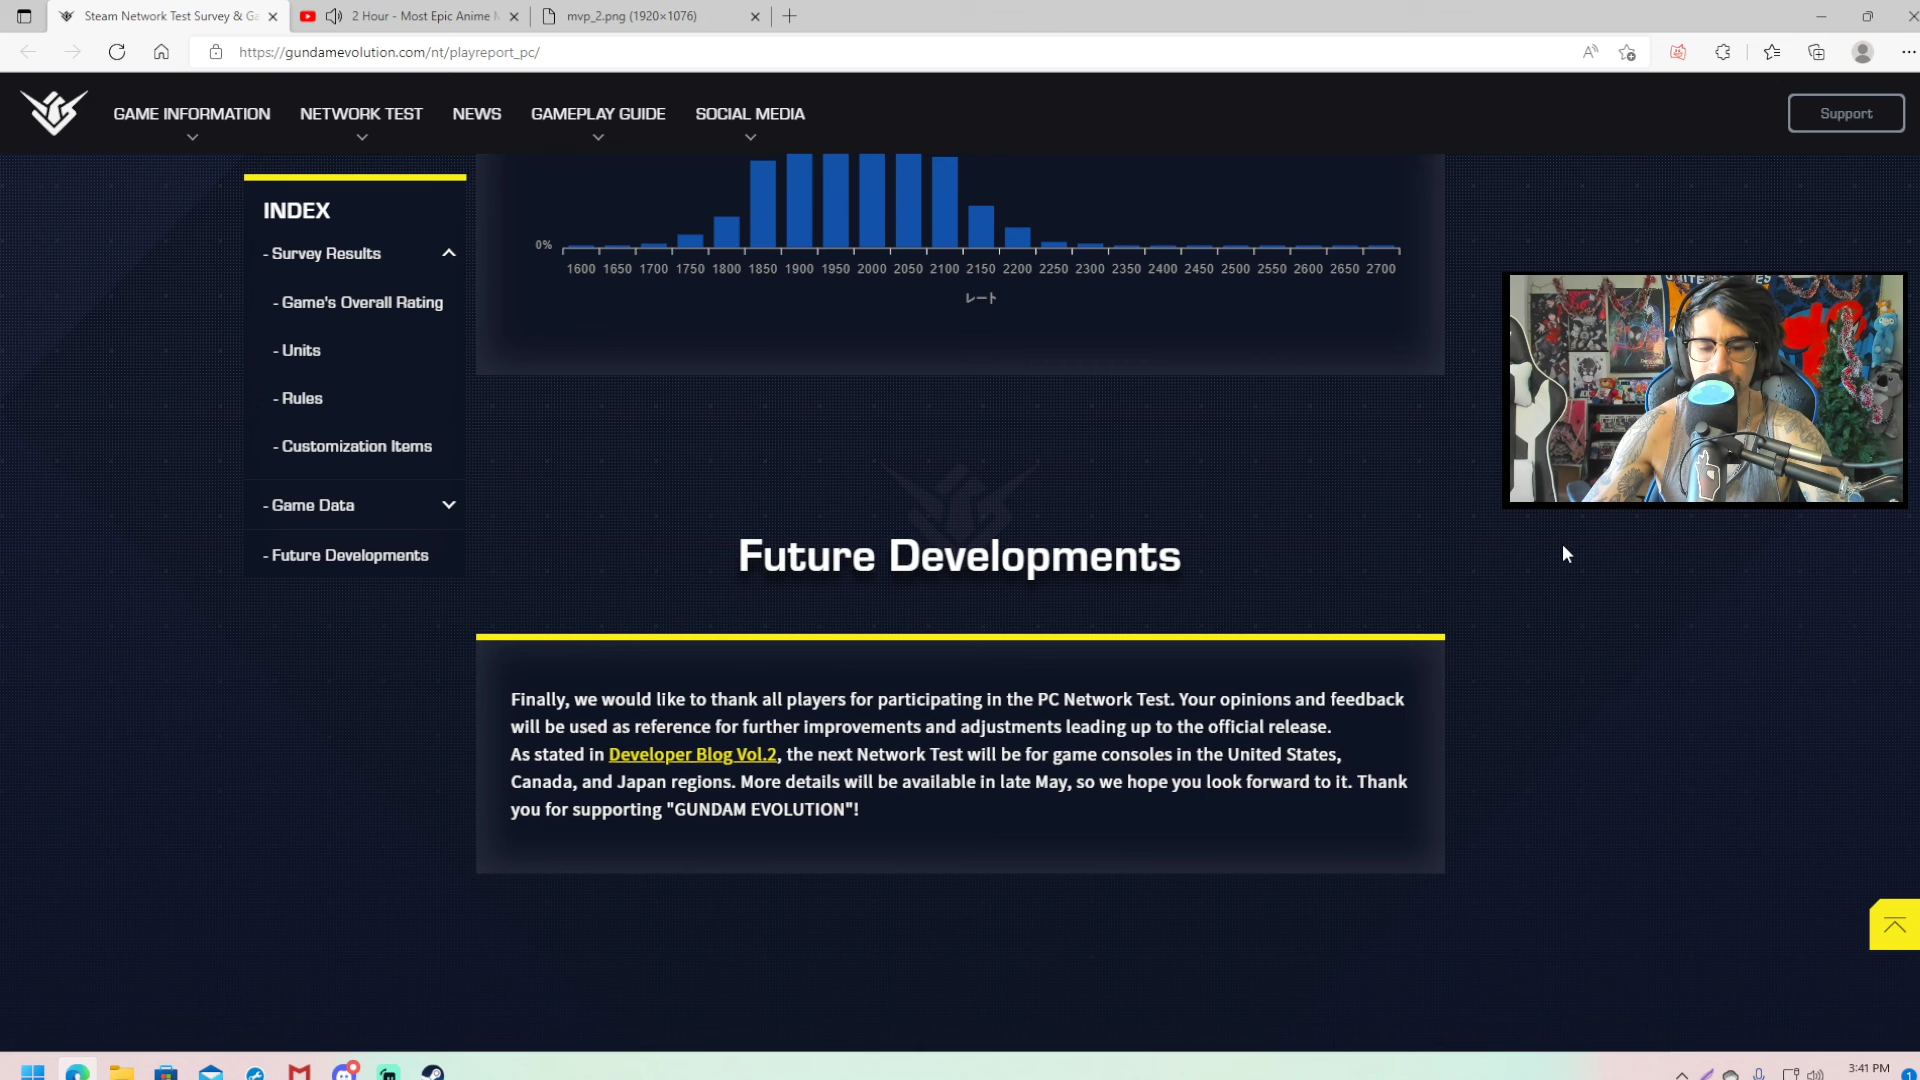 Steam Network Test Survey & Ga
2 Hour - Most Epic Anime M
mvp_2.png (1920×1076)
https://gundamevolution.com/nt/playreport_pc/
GAME INFORMATION
NETWORK TEST
NEWS
GAMEPLAY GUIDE
SOCIAL MEDIA
Support
INDEX
- Survey Results
- Game's Overall Rating
- Units
- Rules
- Customization Items
- Game Data
- Future Developments
0%
1600 1650 1700 1750 1800 1850 1900 1950 2000 2050 2100 2150 2200 2250 2300 2350 2400 2450 2500 2550 2600 2650 2700
レート
Future Developments
Finally, we would like to thank all players for participating in the PC Network Test. Your opinions and feedback
will be used as reference for further improvements and adjustments leading up to the official release.
As stated in Developer Blog Vol.2, the next Network Test will be for game consoles in the United States,
Canada, and Japan regions. More details will be available in late May, so we hope you look forward to it. Thank
you for supporting "GUNDAM EVOLUTION"!
3:41 PM
1